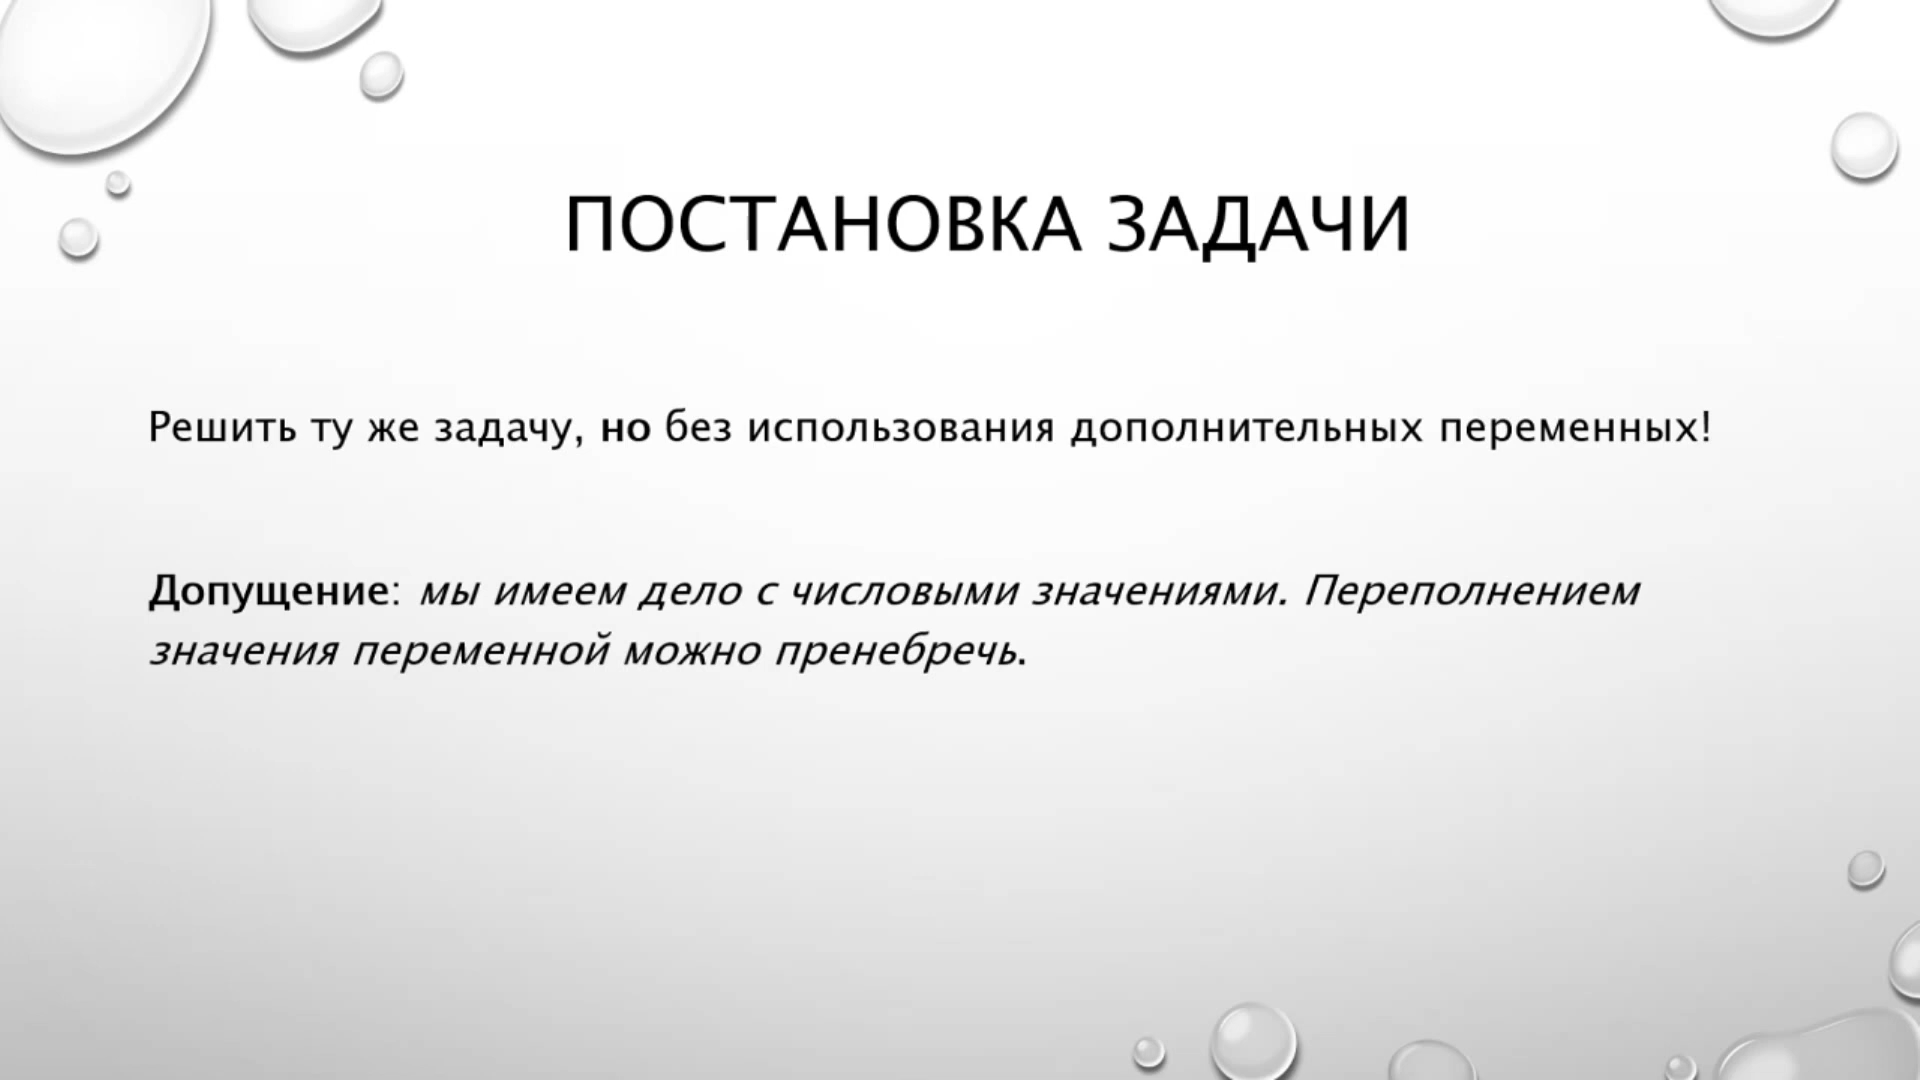 ПОСТАНОВКА ЗАДАЧИ
Решить ту же задачу, но без использования дополнительных переменных!
Допущение: мы имеем дело с числовыми значениями. Переполнением
значения переменной можно пренебречь.